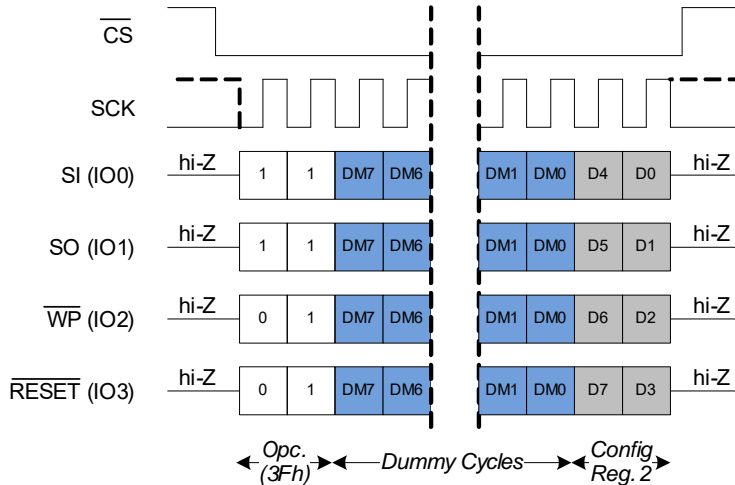 CS
SCK
SI (IO0) hi-Z 1 1 DM7 DM6 DM1 DM0 D4 D0 hi-Z
SO (IO1) hi-Z 1 1 DM7 DM6 DM1 DM0 D5 D1 hi-Z
WP (IO2) hi-Z 0 1 DM7 DM6 DM1 DM0 D6 D2 hi-Z
RESET (IO3) hi-Z 0 1 DM7 DM6 DM1 DM0 D7 D3 hi-Z
Opc. Dummy Cycles Config
(3Fh) Reg. 2